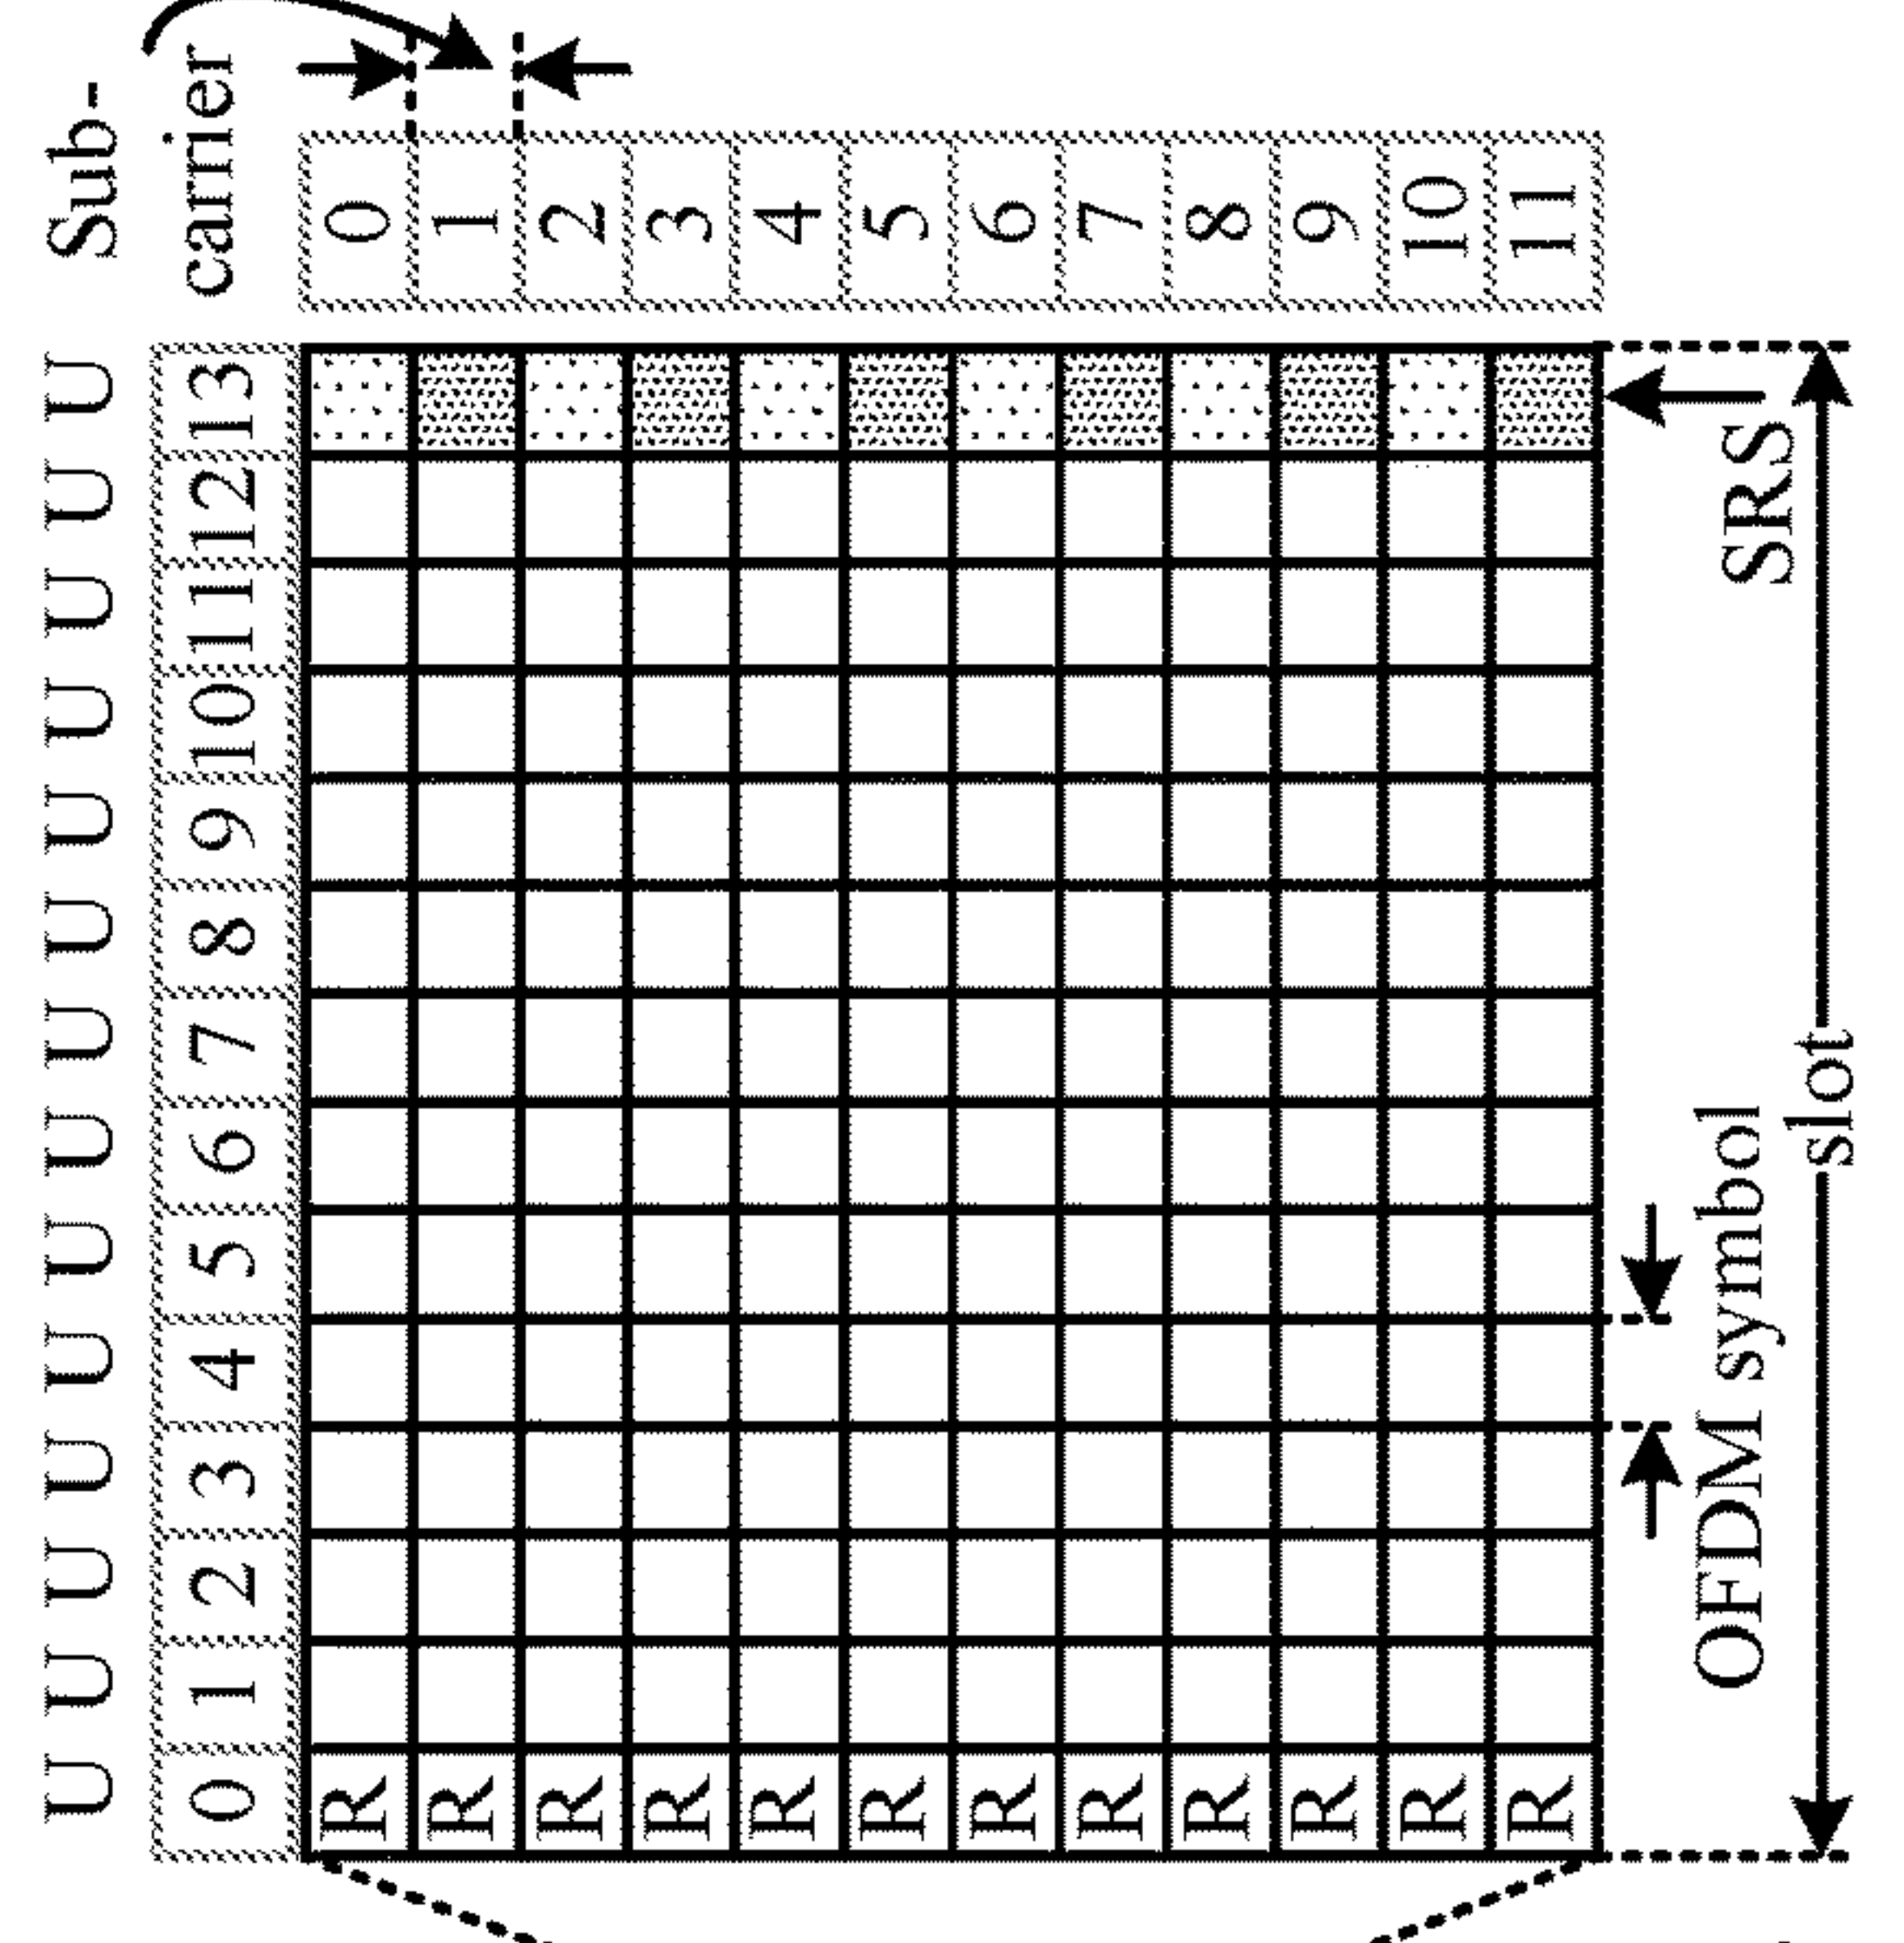 U U U U U U U U U U U U U U Sub-
0 1 2 3 4 5 6 7 8 9 10 11 12 13 carrier
R 0
R 1
R 2
R 3
R 4
R 5
R 6
R 7
R 8
R 9
R 10
R 11
OFDM symbol SRS
slot